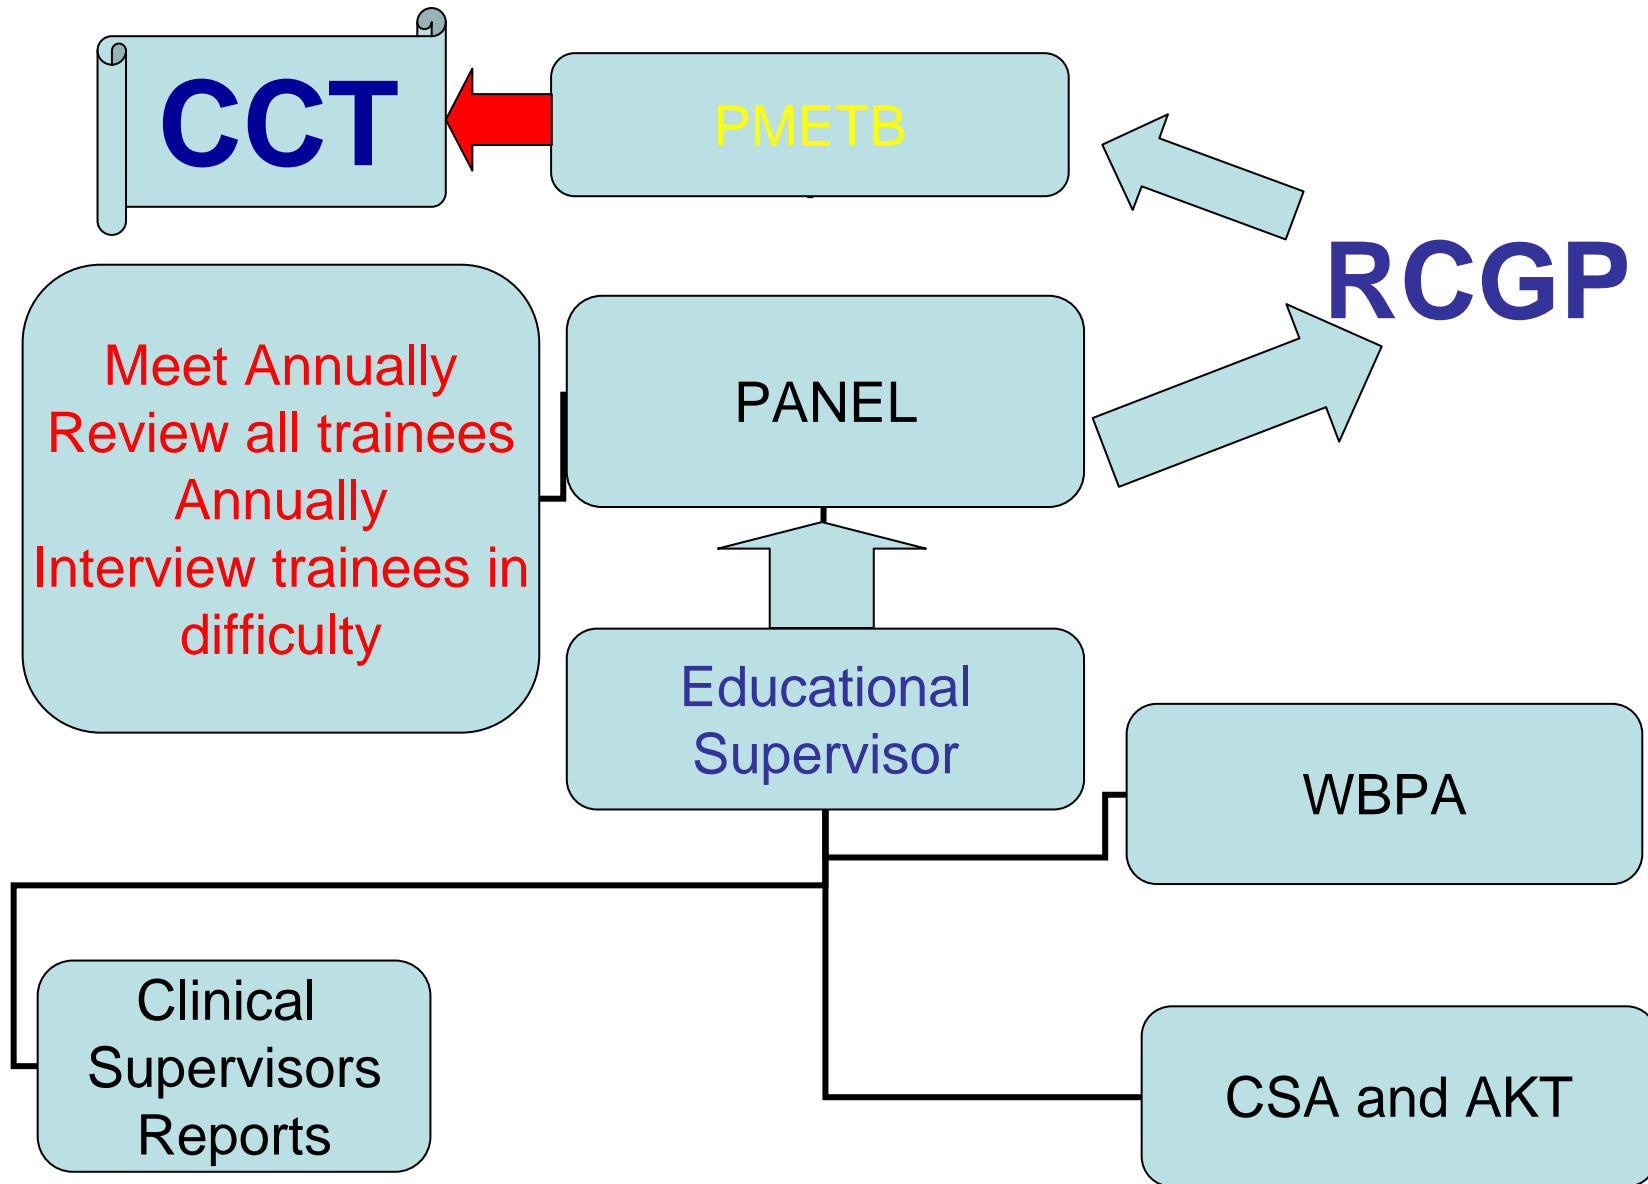 CCT
PMETB
RCGP
Meet Annually
Review all trainees
Annually
Interview trainees in
difficulty
PANEL
Educational
Supervisor
WBPA
Clinical
Supervisors
Reports
CSA and AKT